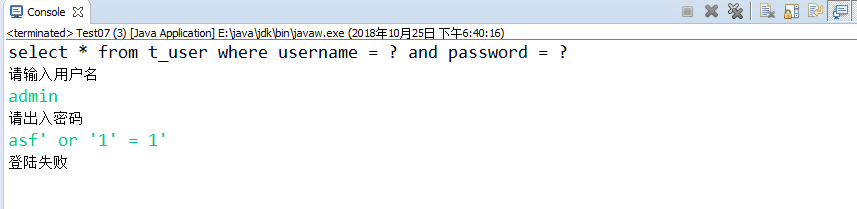 Console
<terminated> Test07 (3) [Java Application] E:\java\jdk\bin\javaw.exe (2018年10月25日 下午6:40:16)
select * from t_user where username = ? and password = ?
请输入用户名
admin
请出入密码
asf' or '1' = 1'
登陆失败